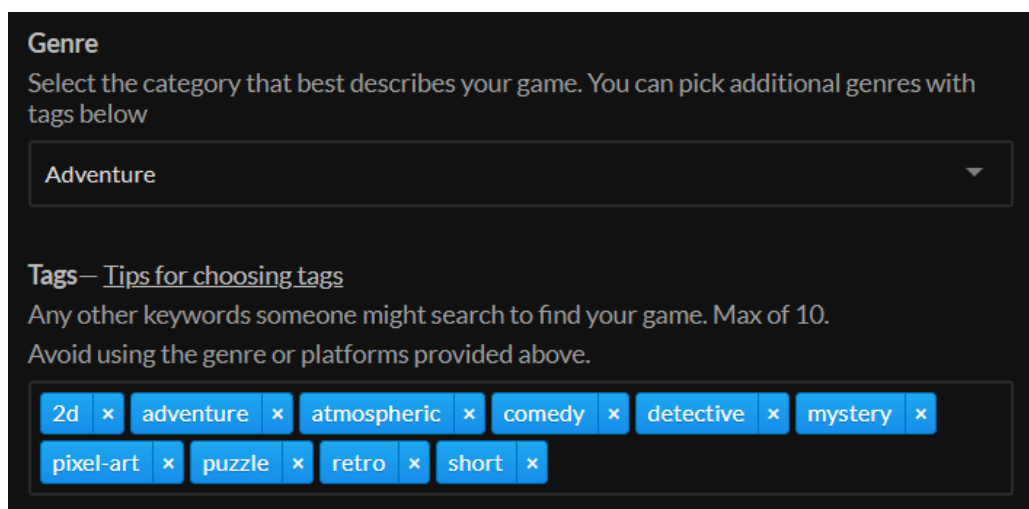 Genre
Select the category that best describes your game. You can pick additional genres with
tags below
Adventure
Tags— Tips for choosing tags
Any other keywords someone might search to find your game. Max of 10.
Avoid using the genre or platforms provided above.
2d × adventure × atmospheric × comedy × detective × mystery ×
pixel-art × puzzle × retro × short ×